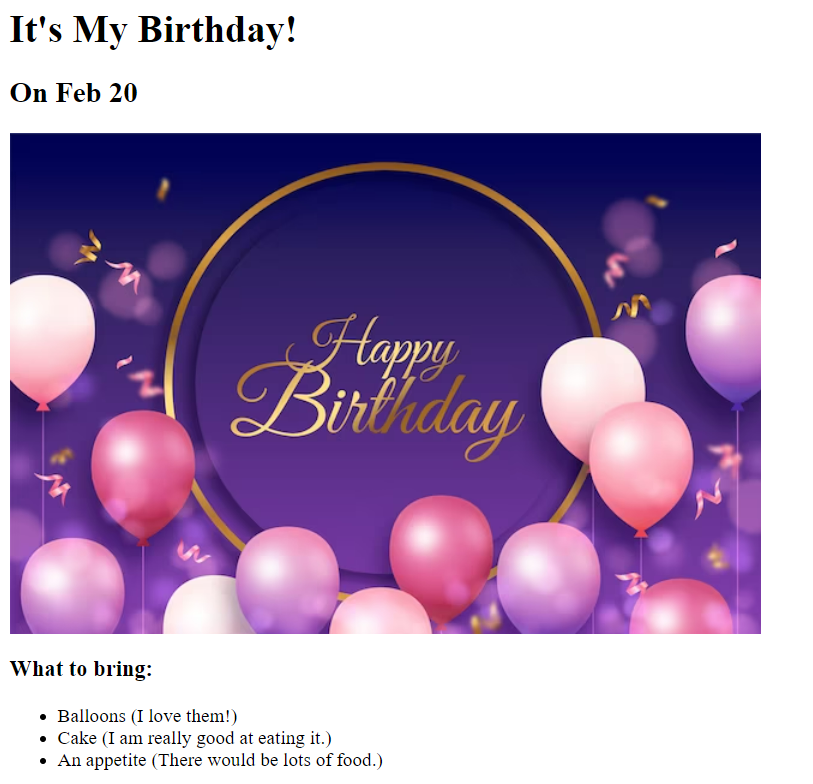 It's My Birthday!
On Feb 20
Happy
Birthday
What to bring:
Balloons (I love them!)
Cake (I am really good at eating it.)
An appetite (There would be lots of food.)